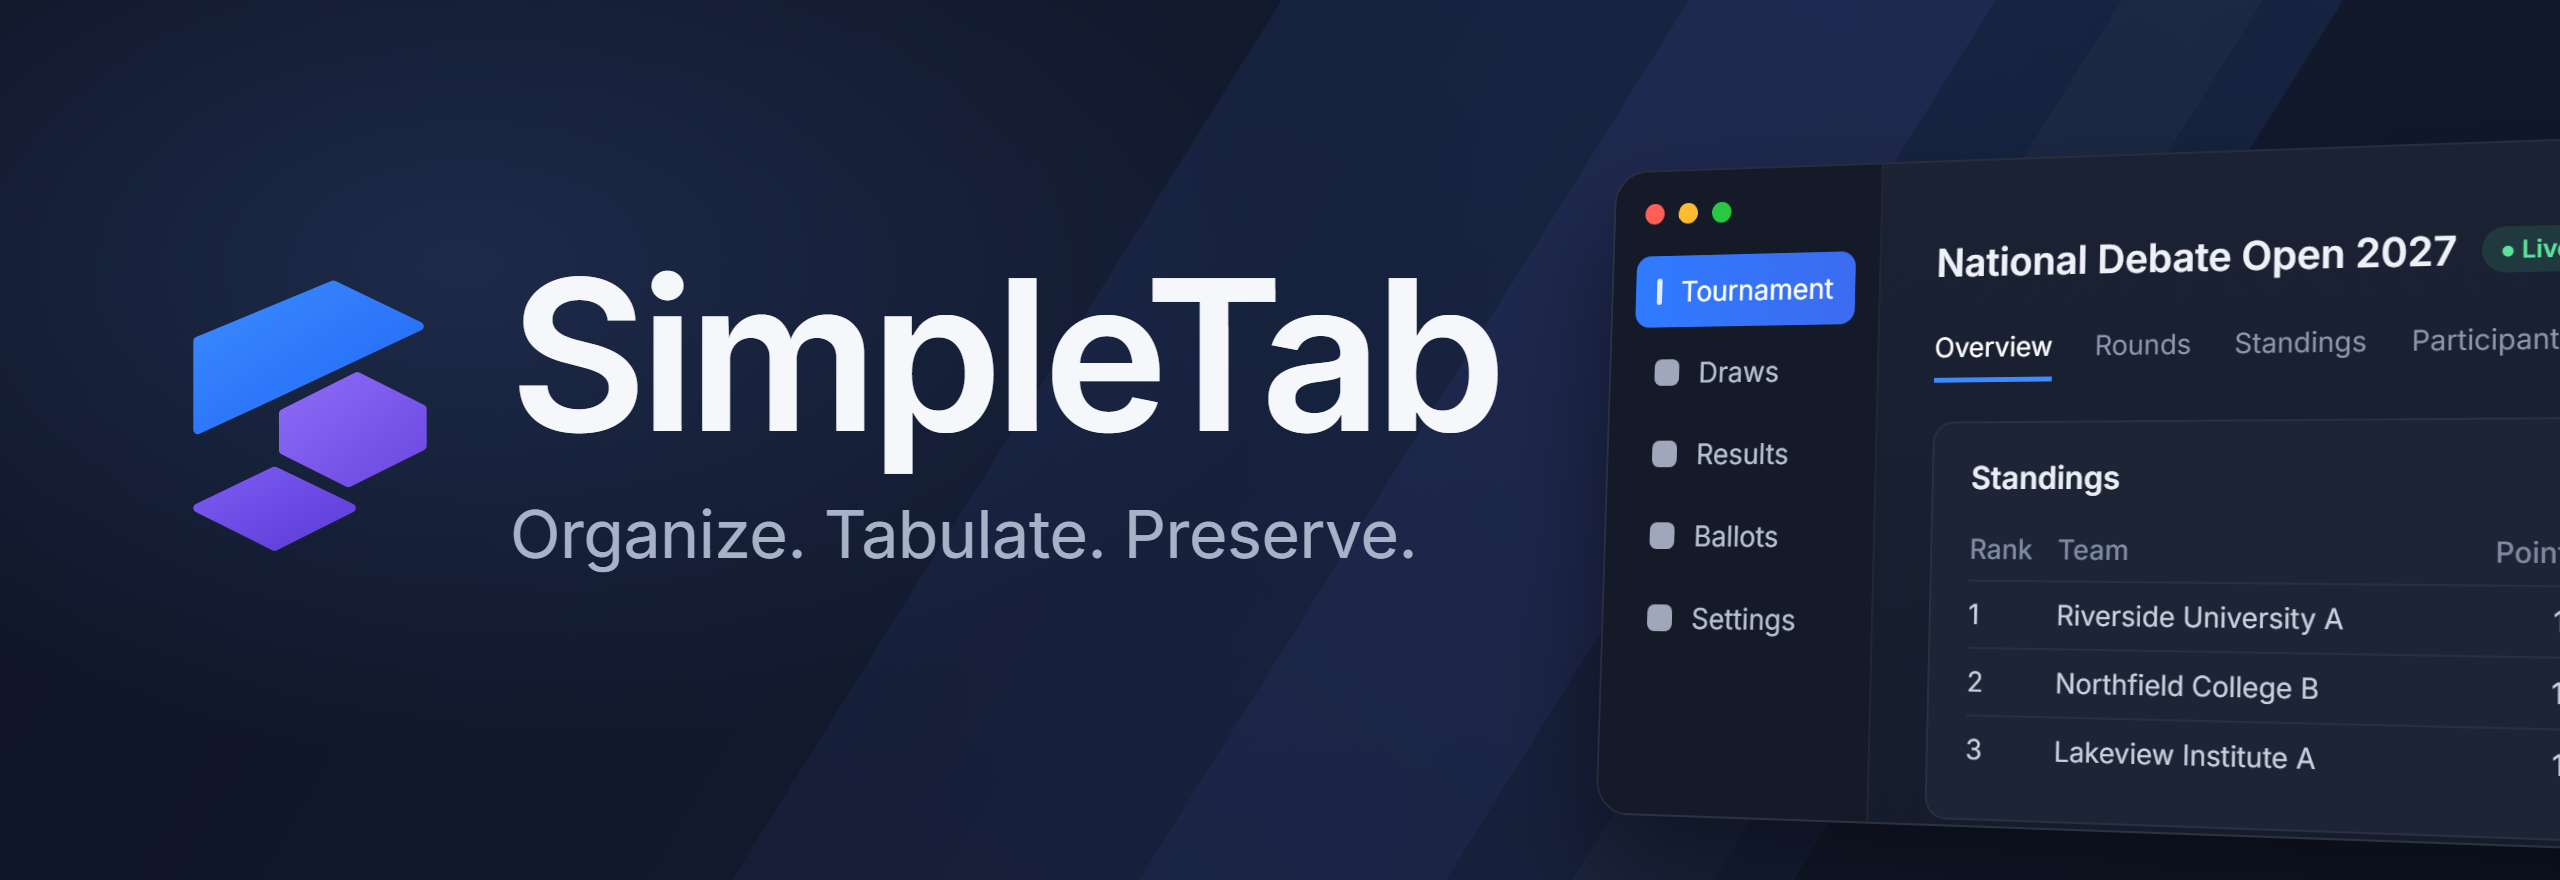 SimpleTab
Organize. Tabulate. Preserve.
Tournament
Draws
Results
Ballots
Settings
National Debate Open 2027
Overview Rounds Standings
Standings
Rank Team
1 Riverside University A
2 Northfield College B
3 Lakeview Institute A